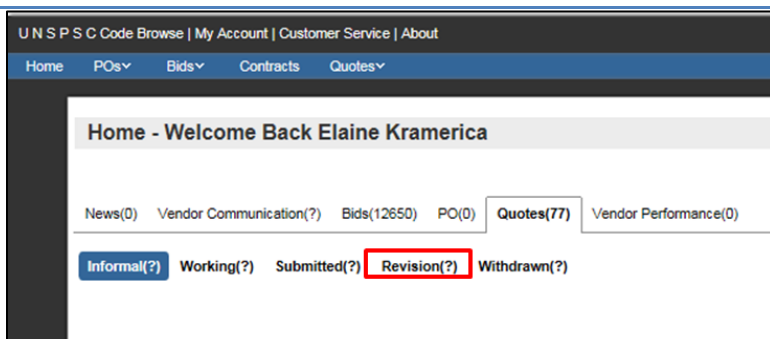 U N S P S C Code Browse | My Account | Customer Service | About
Home POs Bids Contracts Quotes
Home - Welcome Back Elaine Kramerica
News(0) Vendor Communication(?) Bids(12650) PO(0) Quotes(77) Vendor Performance(0)
Informal(?) Working(?) Submitted(?) Revision(?) Withdrawn(?)